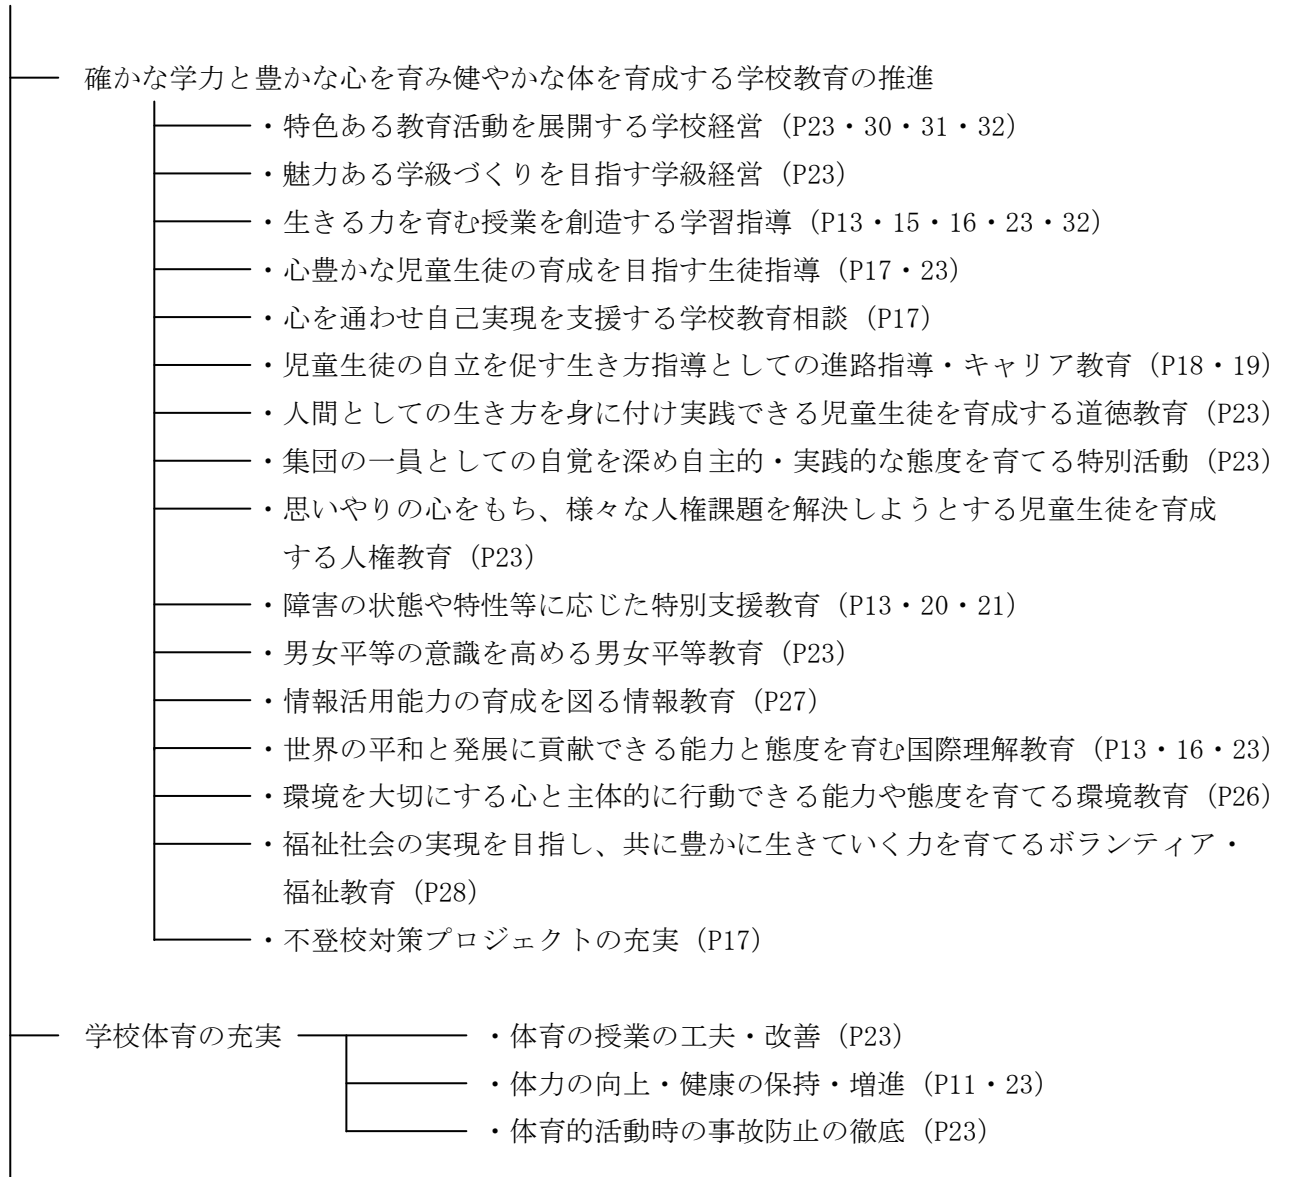 確かな学力と豊かな心を育み健やかな体を育成する学校教育の推進
・特色ある教育活動を展開する学校経営（P23・30・31・32）
・魅力ある学級づくりを目指す学級経営（P23）
・生きる力を育む授業を創造する学習指導（P13・15・16・23・32）
・心豊かな児童生徒の育成を目指す生徒指導（P17・23）
・心を通わせ自己実現を支援する学校教育相談（P17）
・児童生徒の自立を促す生き方指導としての進路指導・キャリア教育（P18・19）
・人間としての生き方を身に付け実践できる児童生徒を育成する道徳教育（P23）
・集団の一員としての自覚を深め自主的・実践的な態度を育てる特別活動（P23）
・思いやりの心をもち、様々な人権課題を解決しようとする児童生徒を育成
する人権教育（P23）
・障害の状態や特性等に応じた特別支援教育（P13・20・21）
・男女平等の意識を高める男女平等教育（P23）
・情報活用能力の育成を図る情報教育（P27）
・世界の平和と発展に貢献できる能力と態度を育む国際理解教育（P13・16・23）
・環境を大切にする心と主体的に行動できる能力や態度を育てる環境教育（P26）
・福祉社会の実現を目指し、共に豊かに生きていく力を育てるボランティア・
福祉教育（P28）
・不登校対策プロジェクトの充実（P17）
学校体育の充実 ・体育の授業の工夫・改善（P23）
・体力の向上・健康の保持・増進（P11・23）
・体育的活動時の事故防止の徹底（P23）